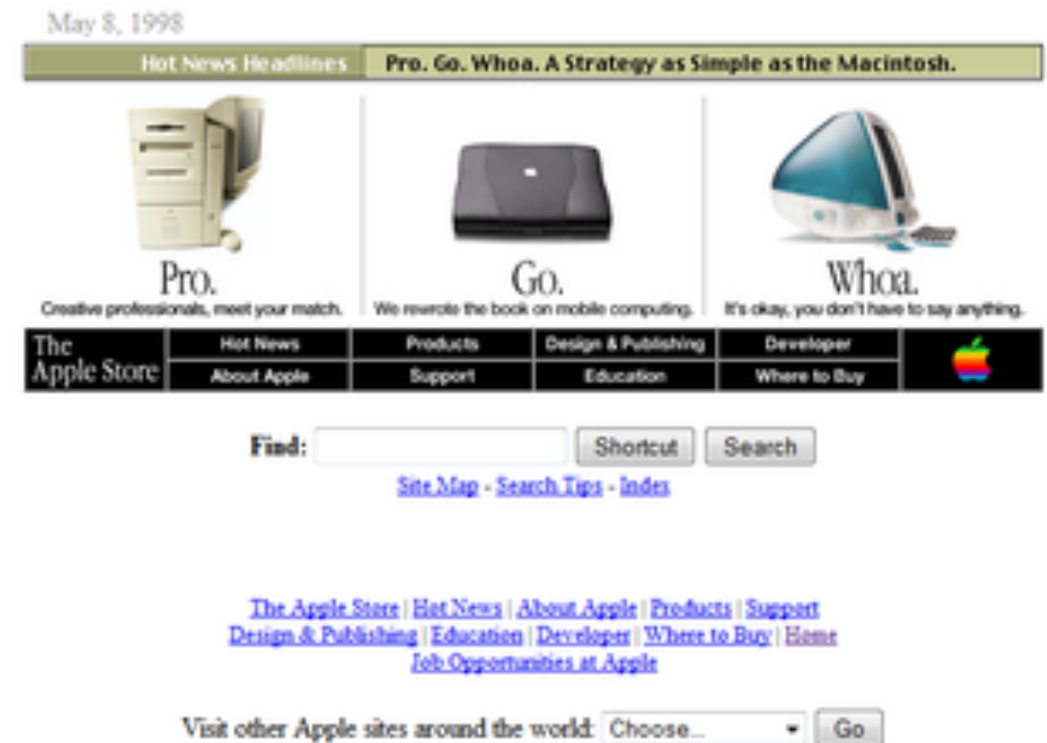 May 8, 1998
Hot News Headlines Pro. Go. Whoa. A Strategy as Simple as the Macintosh.
Pro. Go. Whoa.
Creative professionals, meet your match. We rewrote the book on mobile computing. It's okay, you don't have to say anything.
The Apple Store Hot News Products Design & Publishing Developer
About Apple Support Education Where to Buy
Find: Shortcut Search
Site Map - Search Tips - Index
The Apple Store | Hot News | About Apple | Products | Support
Design & Publishing | Education | Developer | Where to Buy | Home
Job Opportunities at Apple
Visit other Apple sites around the world: Choose... Go